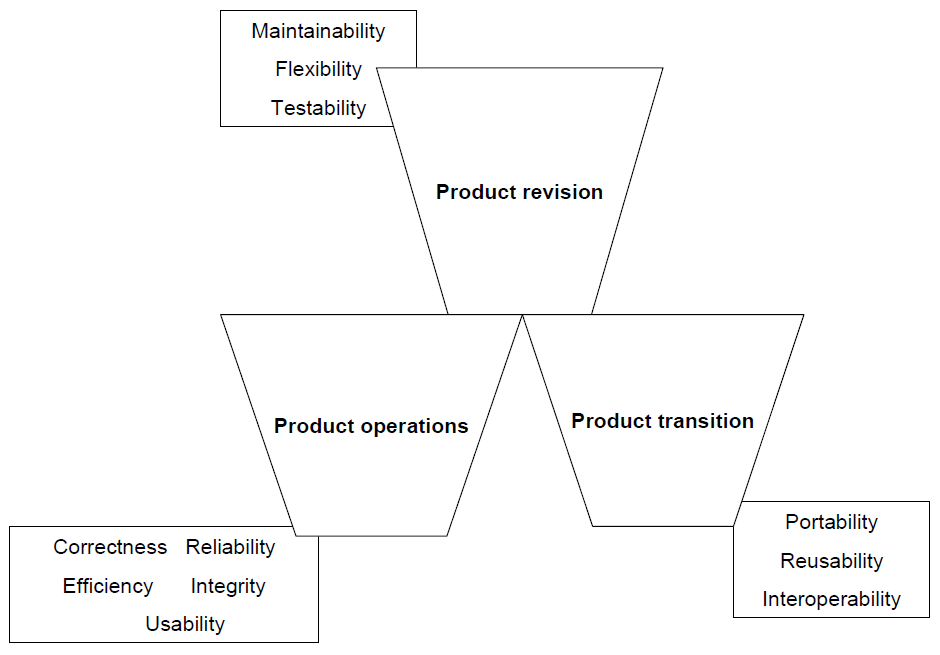 Maintainability
Flexibility
Testability
Product revision
Product operations
Product transition
Correctness Reliability
Efficiency Integrity
Usability
Portability
Reusability
Interoperability